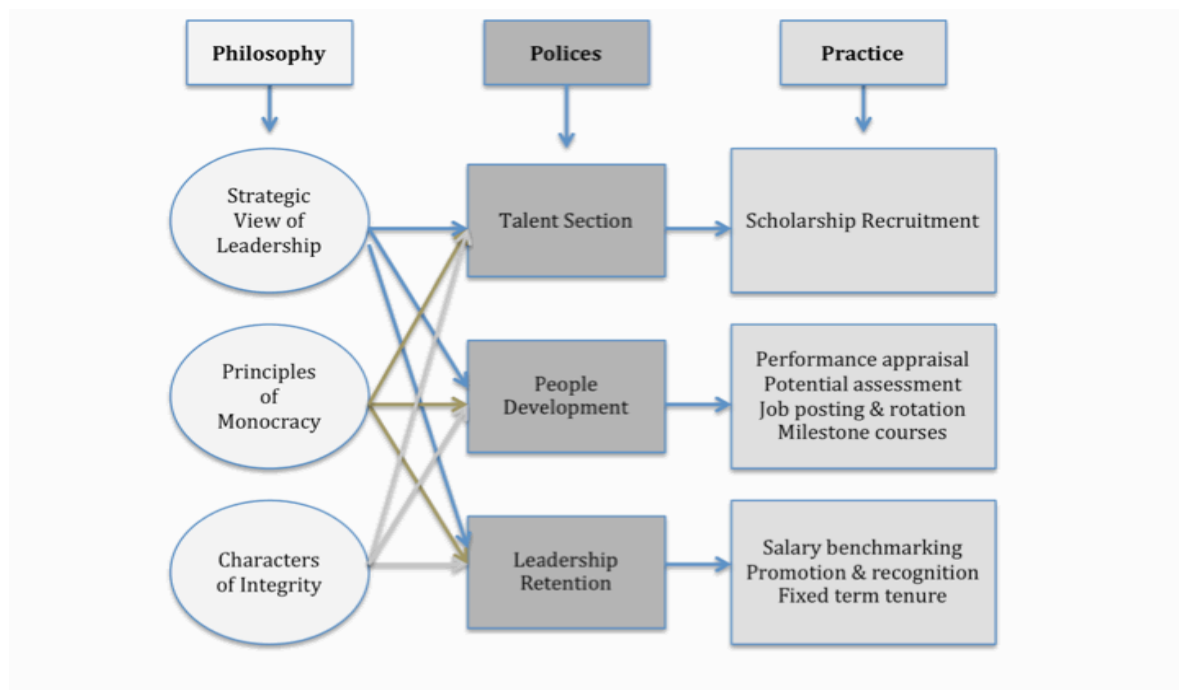 Philosophy
Polices
Practice
Strategic
View of
Leadership
Talent Section
Scholarship Recruitment
Principles
of
Monocracy
People
Development
Performance appraisal
Potential assessment
Job posting & rotation
Milestone courses
Characters
of Integrity
Leadership
Retention
Salary benchmarking
Promotion & recognition
Fixed term tenure